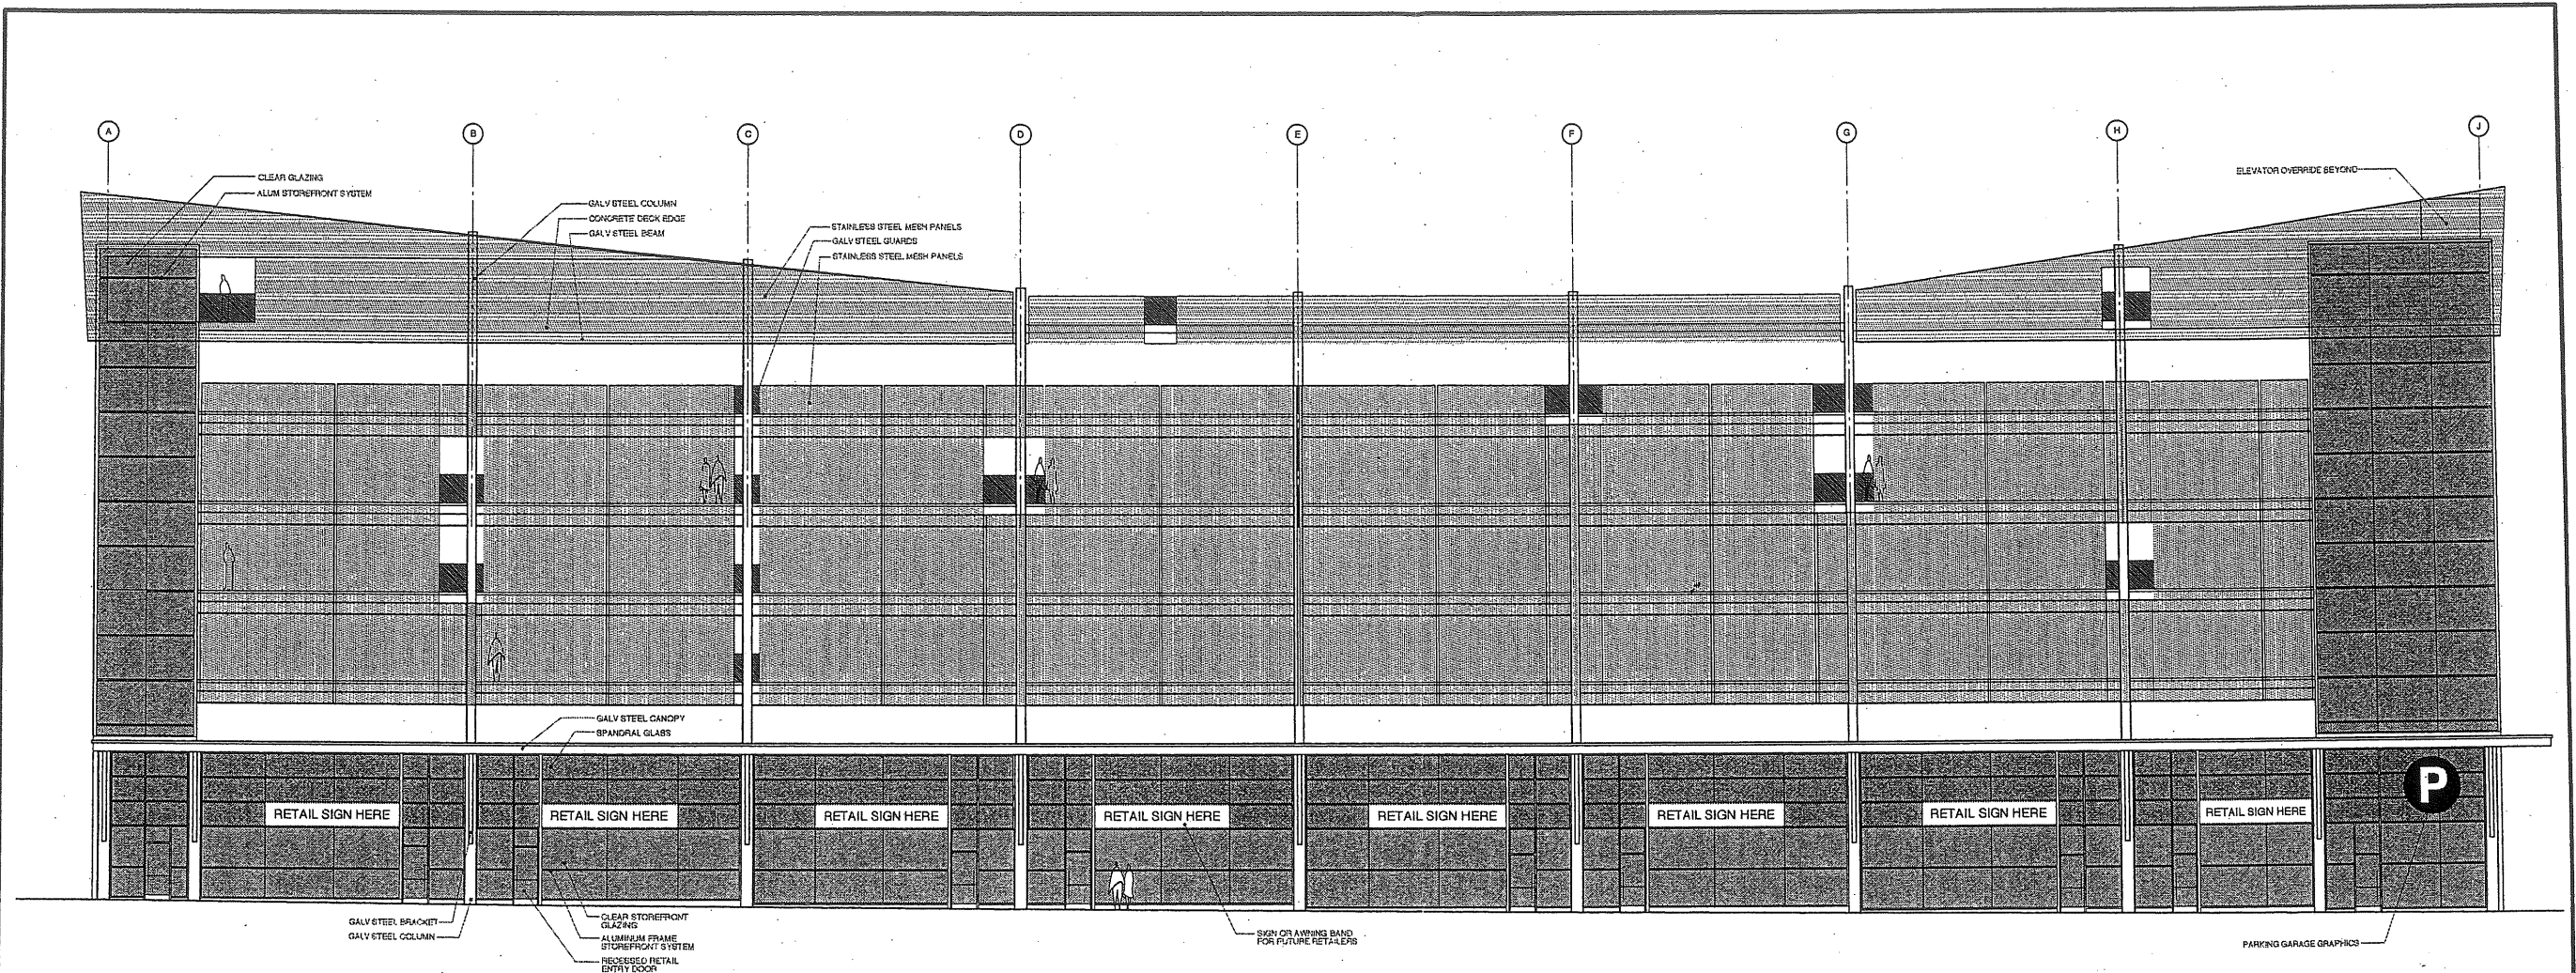 A
B
C
D
E
F
G
H
J
CLEAR GLAZING
ALUM STOREFRONT SYSTEM
GALV STEEL COLUMN
CONCRETE DECK EDGE
GALV STEEL BEAM
STAINLESS STEEL MESH PANELS
GALV STEEL GUARDS
STAINLESS STEEL MESH PANELS
ELEVATOR OVERRIDE BEYOND
GALV STEEL CANOPY
SPANDRAL GLASS
P
RETAIL SIGN HERE
RETAIL SIGN HERE
RETAIL SIGN HERE
RETAIL SIGN HERE
RETAIL SIGN HERE
RETAIL SIGN HERE
RETAIL SIGN HERE
RETAIL SIGN HERE
GALV STEEL BRACKET
GALV STEEL COLUMN
CLEAR STOREFRONT
GLAZING
ALUMINUM FRAME
STOREFRONT SYSTEM
RECESSED RETAIL
ENTRY DOOR
SIGN OR AWNING BAND
FOR FUTURE RETAILERS
PARKING GARAGE GRAPHICS